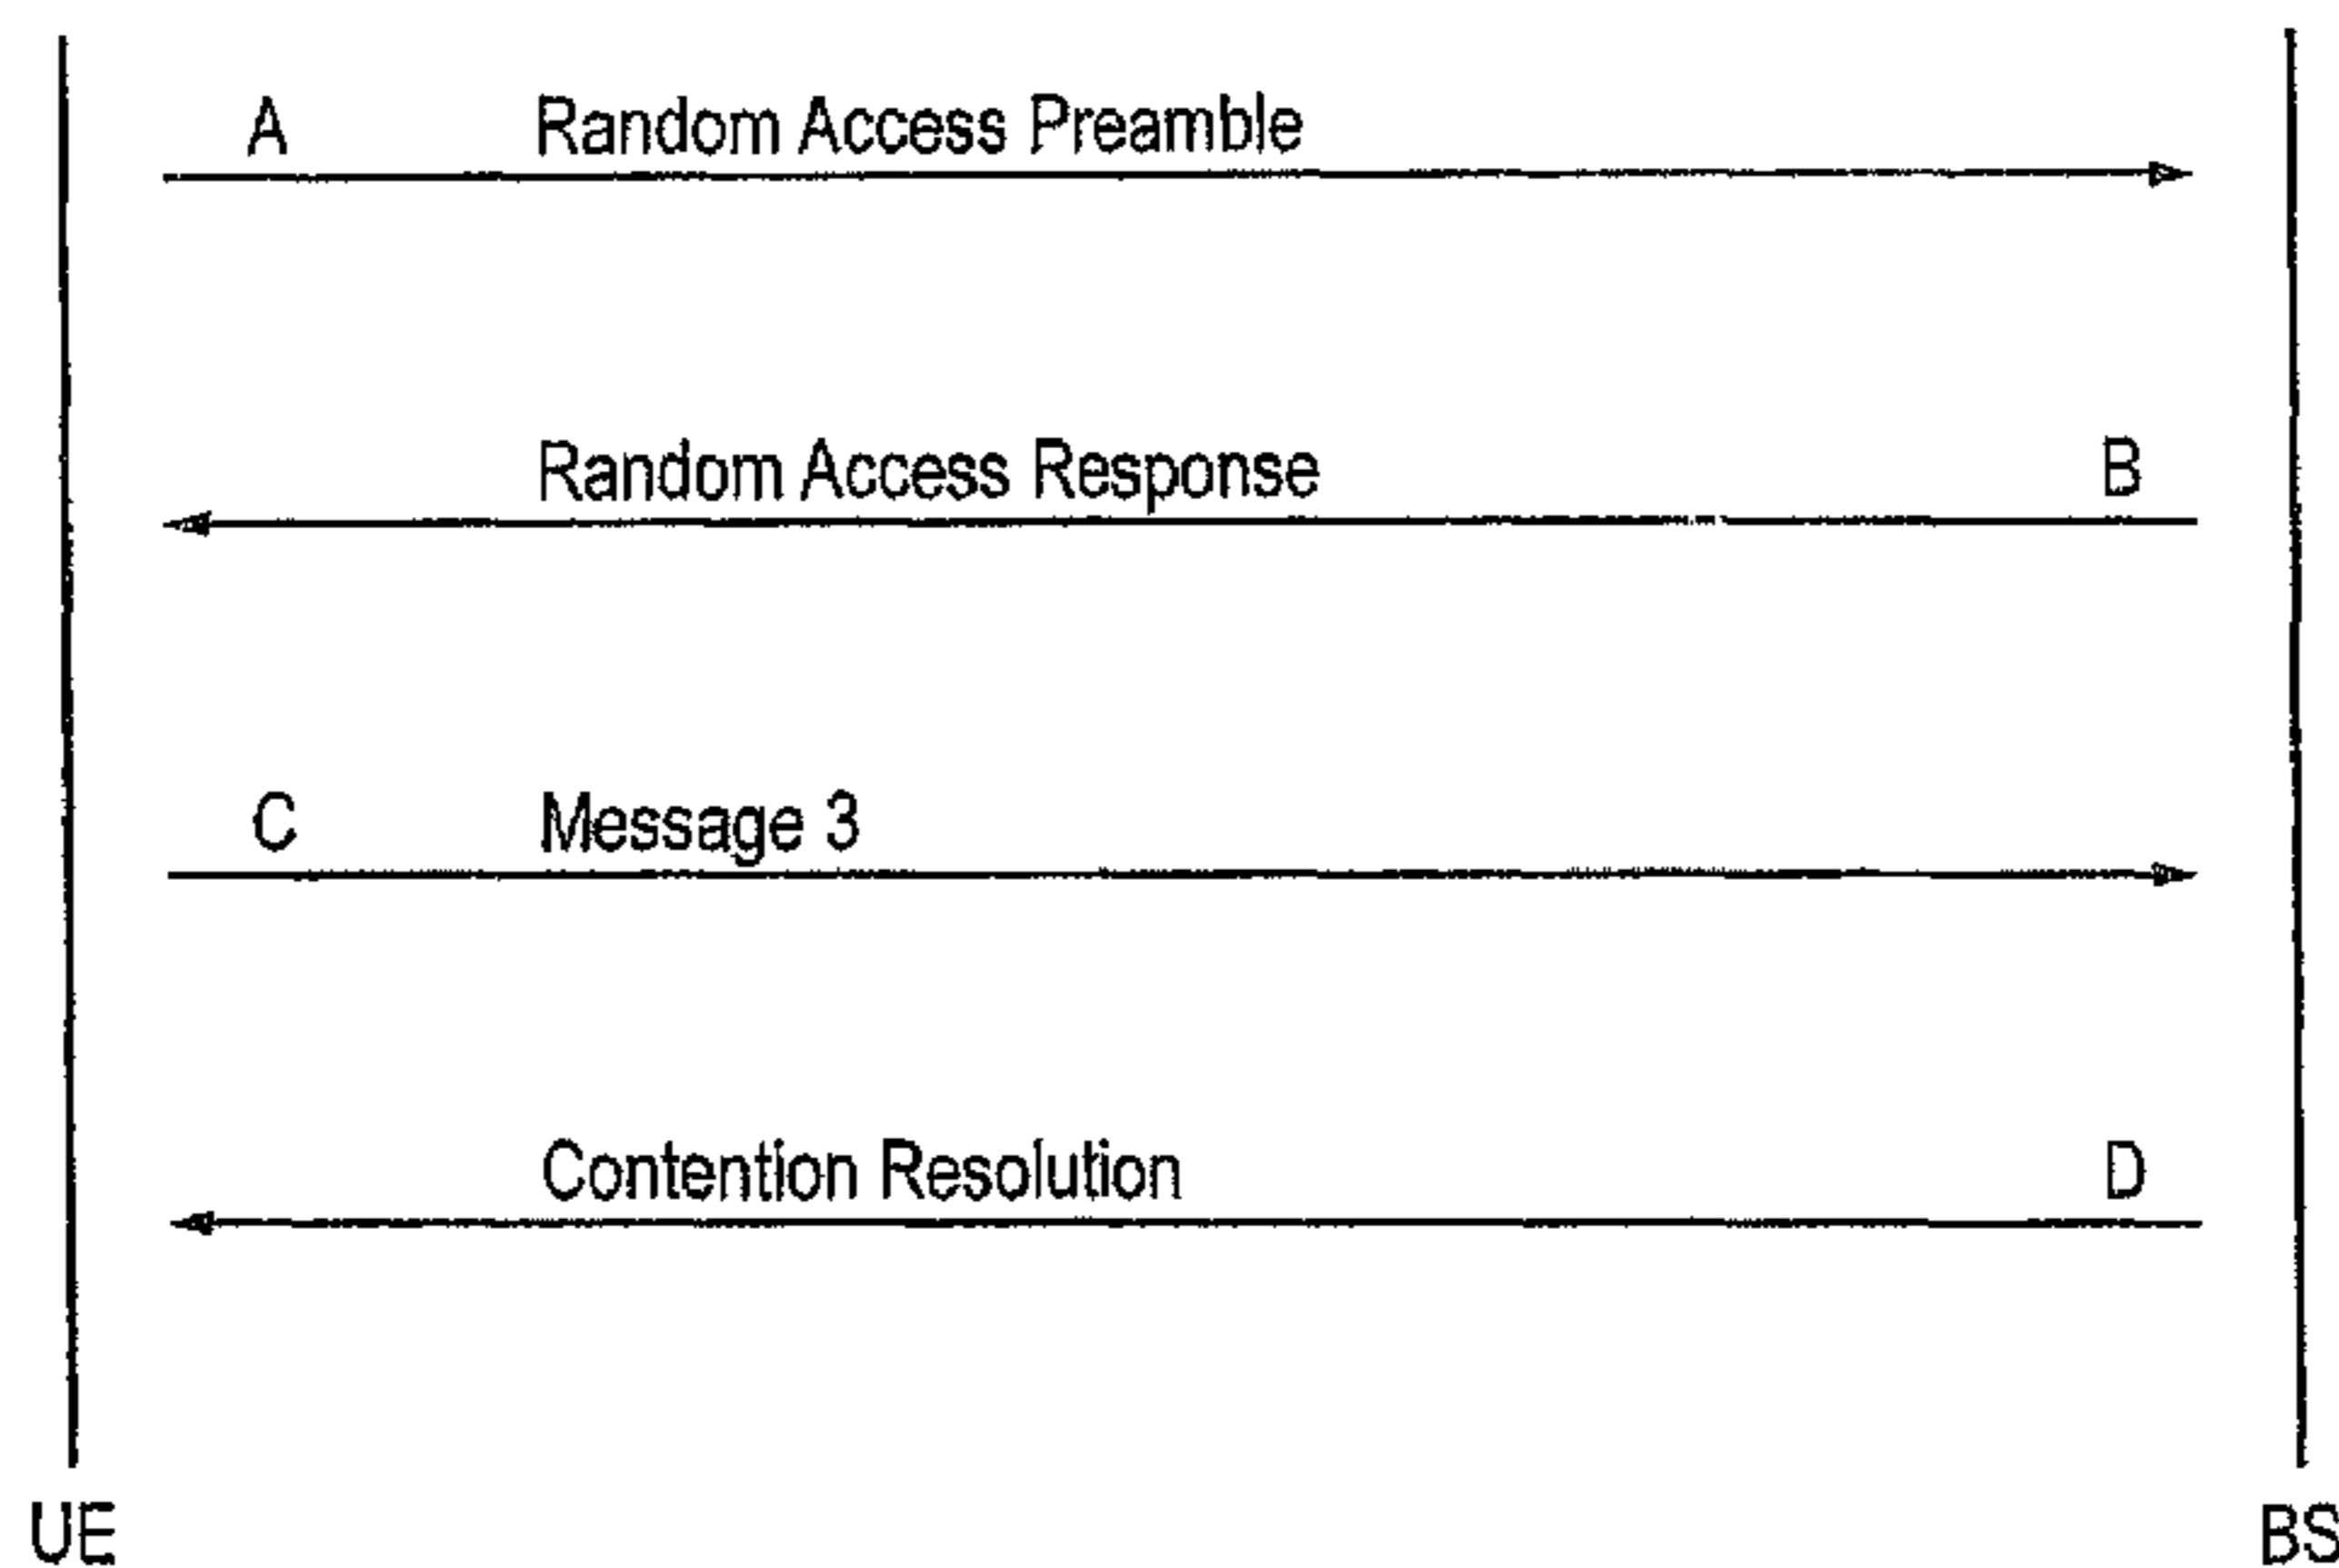 A Random Access Preamble
Random Access Response B
C Message 3
Contention Resolution D
UE BS